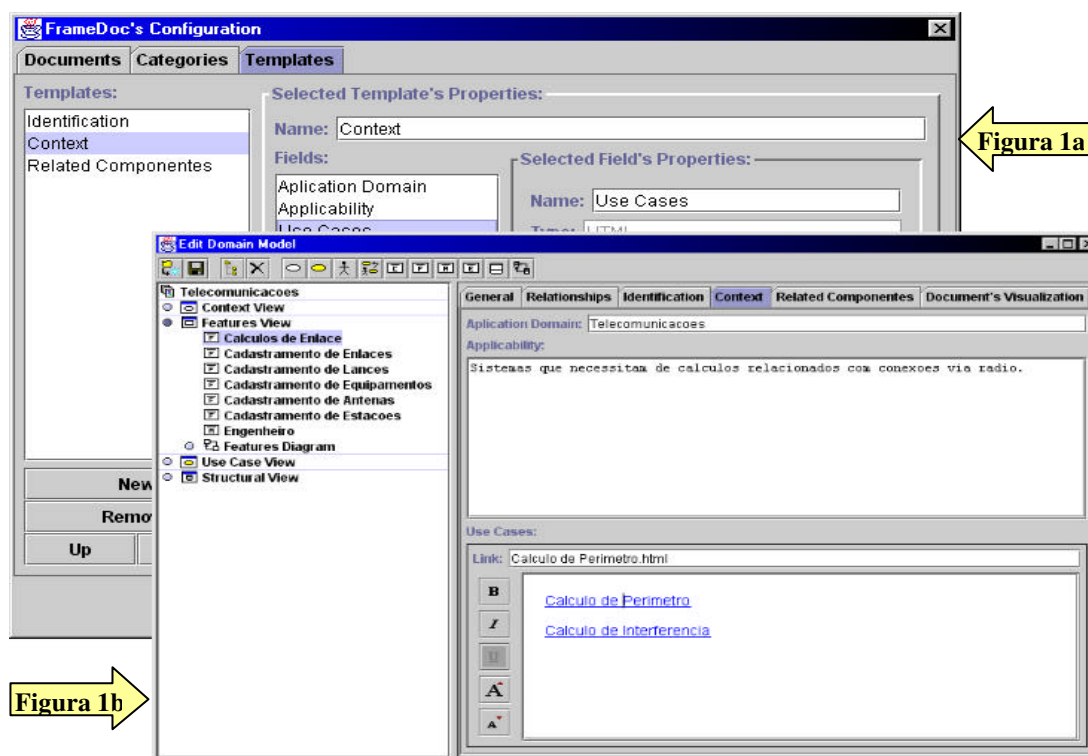 FrameDoc's Configuration
Documents Categories Templates
Templates:
Identification
Context
Related Componentes
Selected Template's Properties:
Name: Context
Fields:
Aplication Domain
Applicability
Use Cases
Selected Field's Properties:
Name: Use Cases
Type: HTML
New
Up
Figura 1a
Edit Domain Model
Telecomunicacoes
Context View
Features View
Calculos de Enlace
Cadastramento de Enlaces
Cadastramento de Lances
Cadastramento de Equipamentos
Cadastramento de Antenas
Cadastramento de Estacoes
Engenheiro
Features Diagram
Use Case View
Structural View
General Relationships Identification Context Related Componentes Document's Visualization
Aplication Domain: Telecomunicacoes
Applicability:
Sistemas que necessitam de calculos relacionados com conexoes via radio.
Use Cases:
Link: Calculo de Perimetro.html
B
I
U
A
A
Calculo de Perimetro
Calculo de Interferencia
Figura 1b